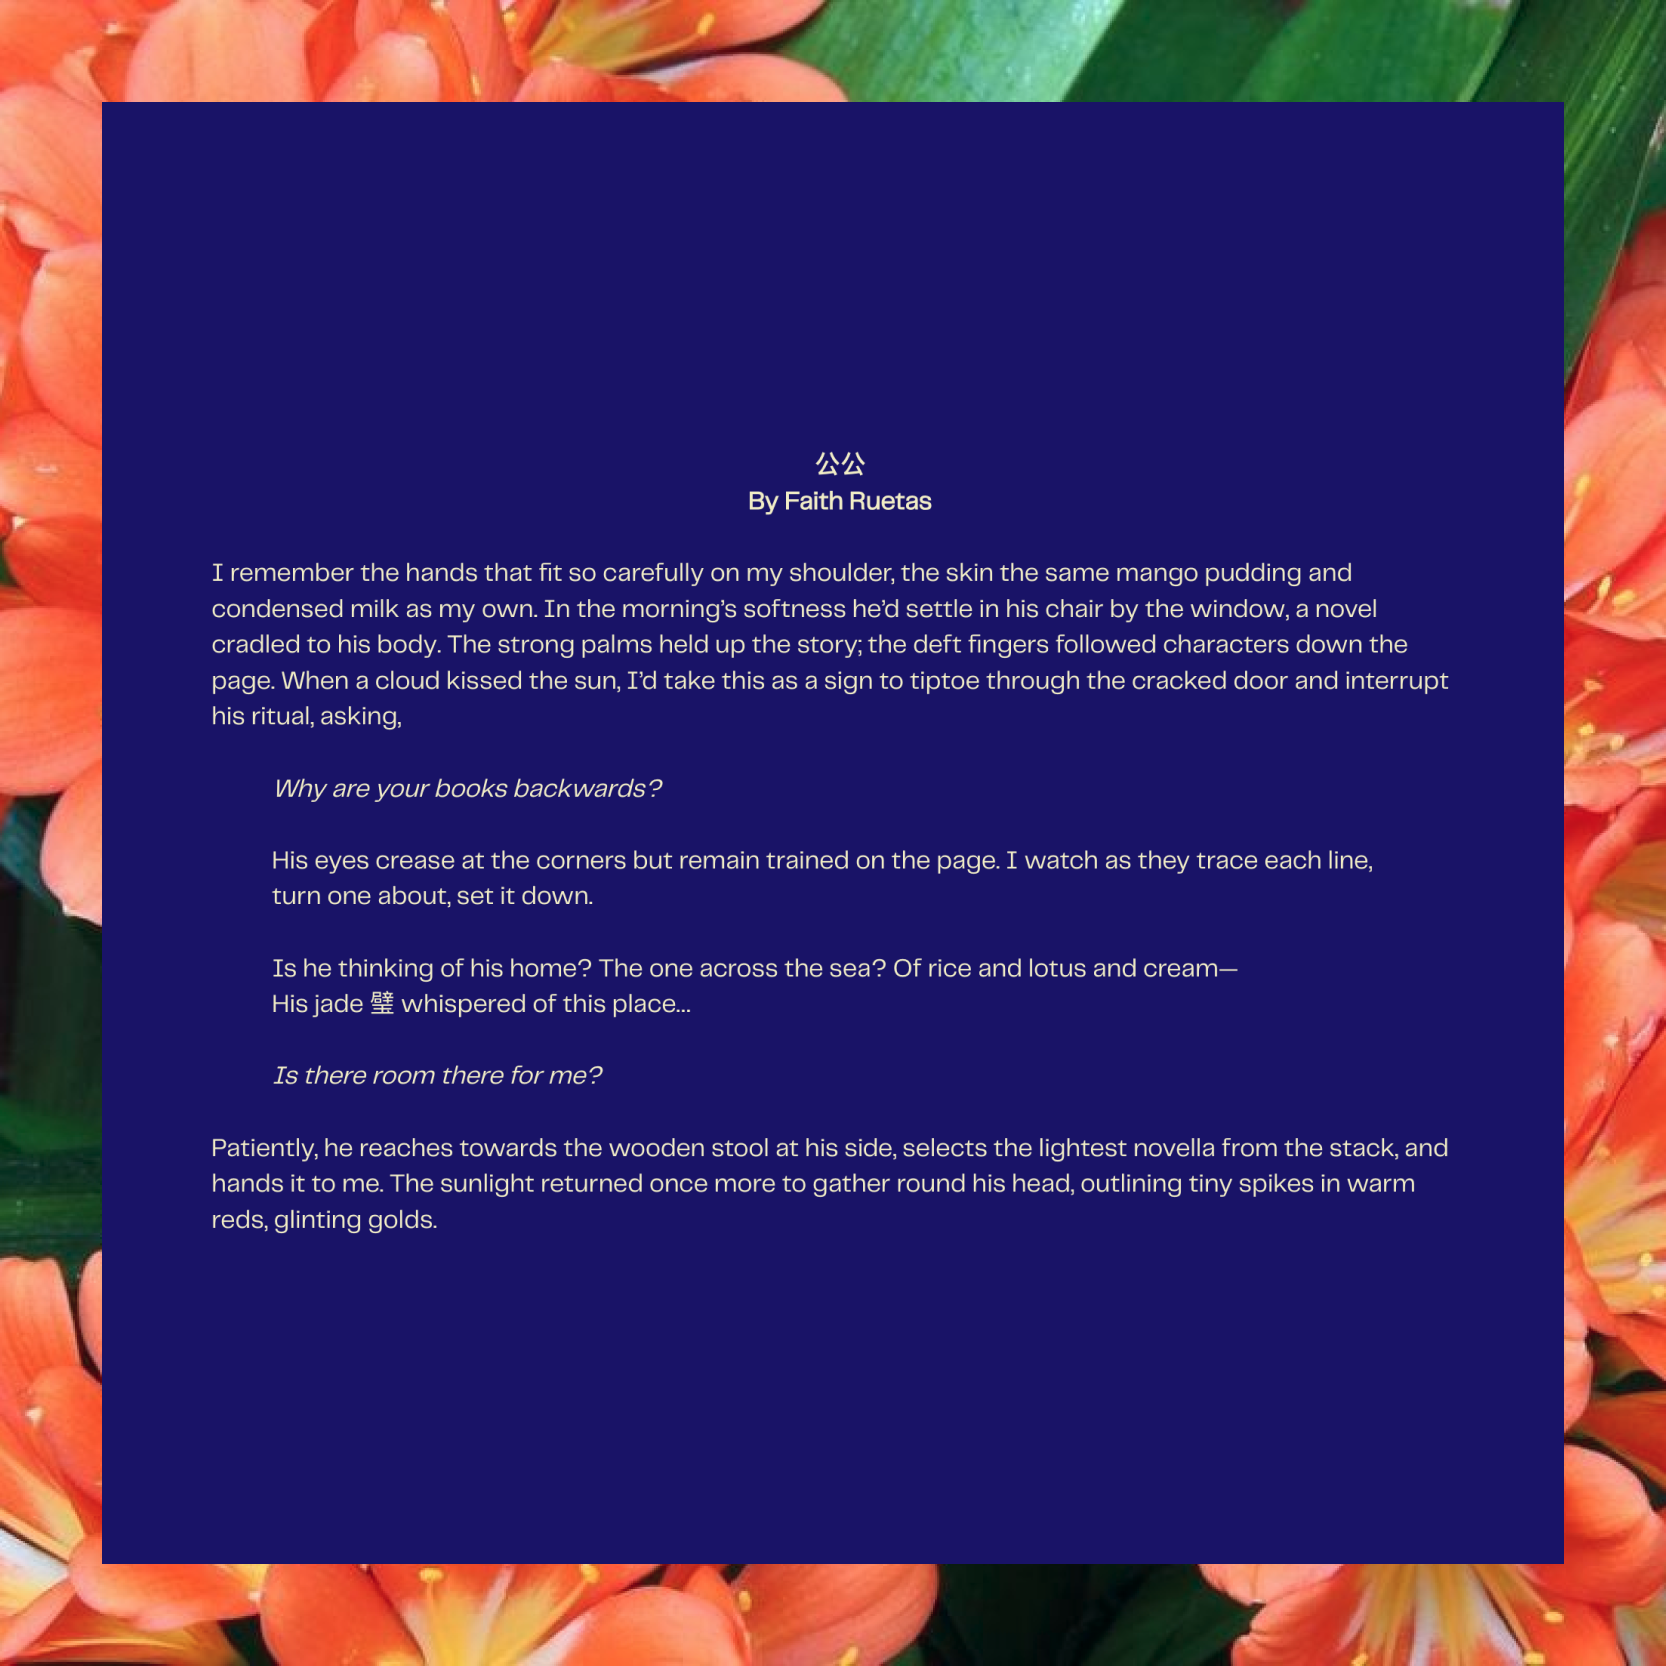 公公
By Faith Ruetas
I remember the hands that fit so carefully on my shoulder, the skin the same mango pudding and
condensed milk as my own. In the morning’s softness he’d settle in his chair by the window, a novel
cradled to his body. The strong palms held up the story; the deft fingers followed characters down the
page. When a cloud kissed the sun, I’d take this as a sign to tiptoe through the cracked door and interrupt
his ritual, asking,
Why are your books backwards?
His eyes crease at the corners but remain trained on the page. I watch as they trace each line,
turn one about, set it down.
Is he thinking of his home? The one across the sea? Of rice and lotus and cream—
His jade 璧 whispered of this place...
Is there room there for me?
Patiently, he reaches towards the wooden stool at his side, selects the lightest novella from the stack, and
hands it to me. The sunlight returned once more to gather round his head, outlining tiny spikes in warm
reds, glinting golds.